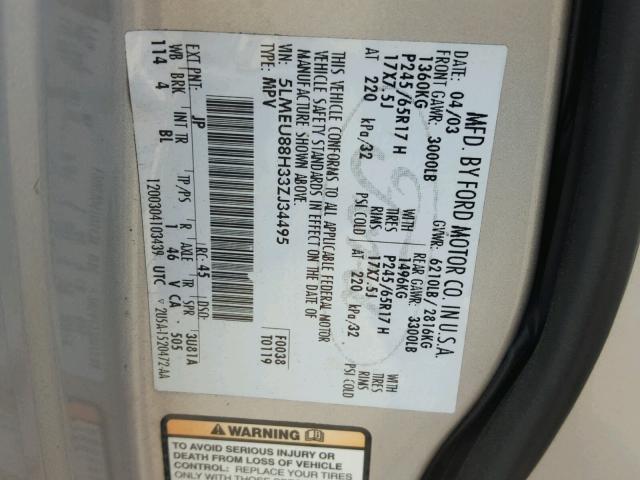 MFD. BY FORD MOTOR CO. IN U.S.A.
04/03 GVWR: 6210LB/2816KG
FRONT GAWR: 3000LB REAR GAWR: 3300LB
1360KG WITH 1496KG WITH
P245/65R17 H TIRES P245/65R17 H TIRES
17X7.5J RIMS 17X7.5J RIMS
AT 220 kPa/32 PSI COLD AT 220 kPa/32 PSI COLD
THIS VEHICLE CONFORMS TO ALL APPLICABLE FEDERAL MOTOR
VEHICLE SAFETY STANDARDS IN EFFECT ON THE DATE OF
MANUFACTURE SHOWN ABOVE.
VIN: 5LMEU88H33ZJ34495 F0038
TYPE: MPV T0119
EXT PNT: JP RC: 45 DSO:
WB BRK INT TR TP/PS R AXLE TR SPR 3U81A
114 4 BL 1 46 V CA 505
1200304103439 UTC
WARNING
TO AVOID SERIOUS INJURY OR
DEATH FROM LOSS OF VEHICLE
CONTROL: REPLACE YOUR TIRES